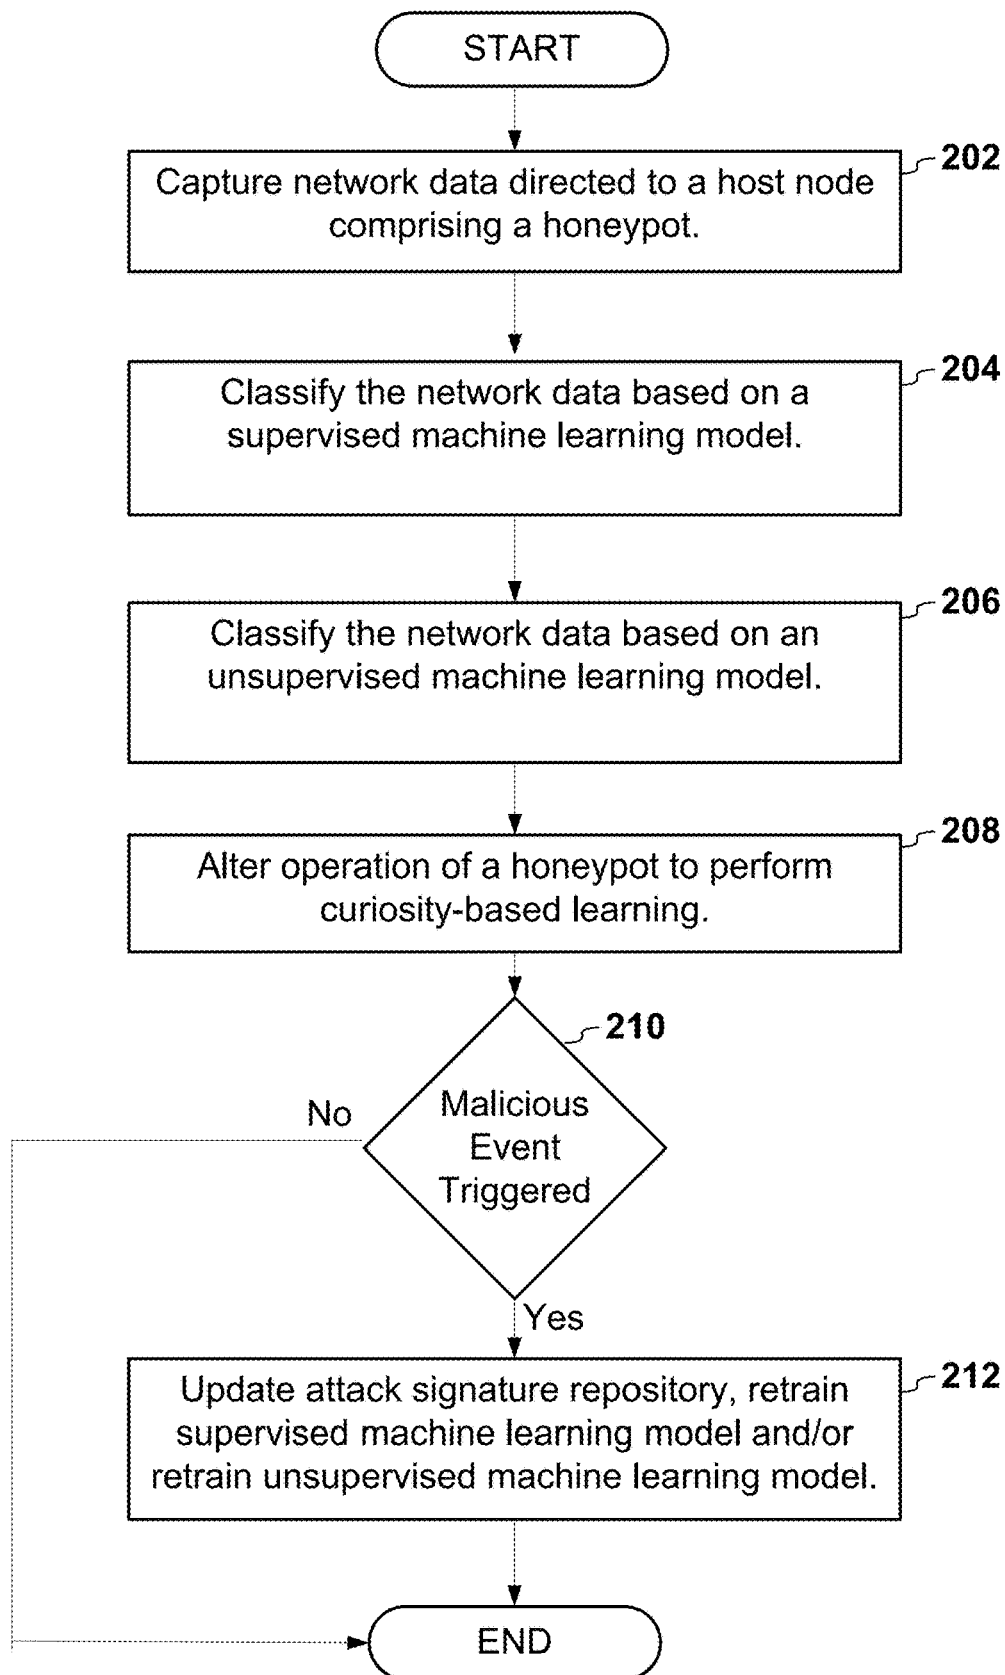 START
202
Capture network data directed to a host node
comprising a honeypot.
204
Classify the network data based on a
supervised machine learning model.
206
Classify the network data based on an
unsupervised machine learning model.
208
Alter operation of a honeypot to perform
curiosity-based learning.
210
No
Malicious
Event
Triggered
Yes
212
Update attack signature repository, retrain
supervised machine learning model and/or
retrain unsupervised machine learning model.
END